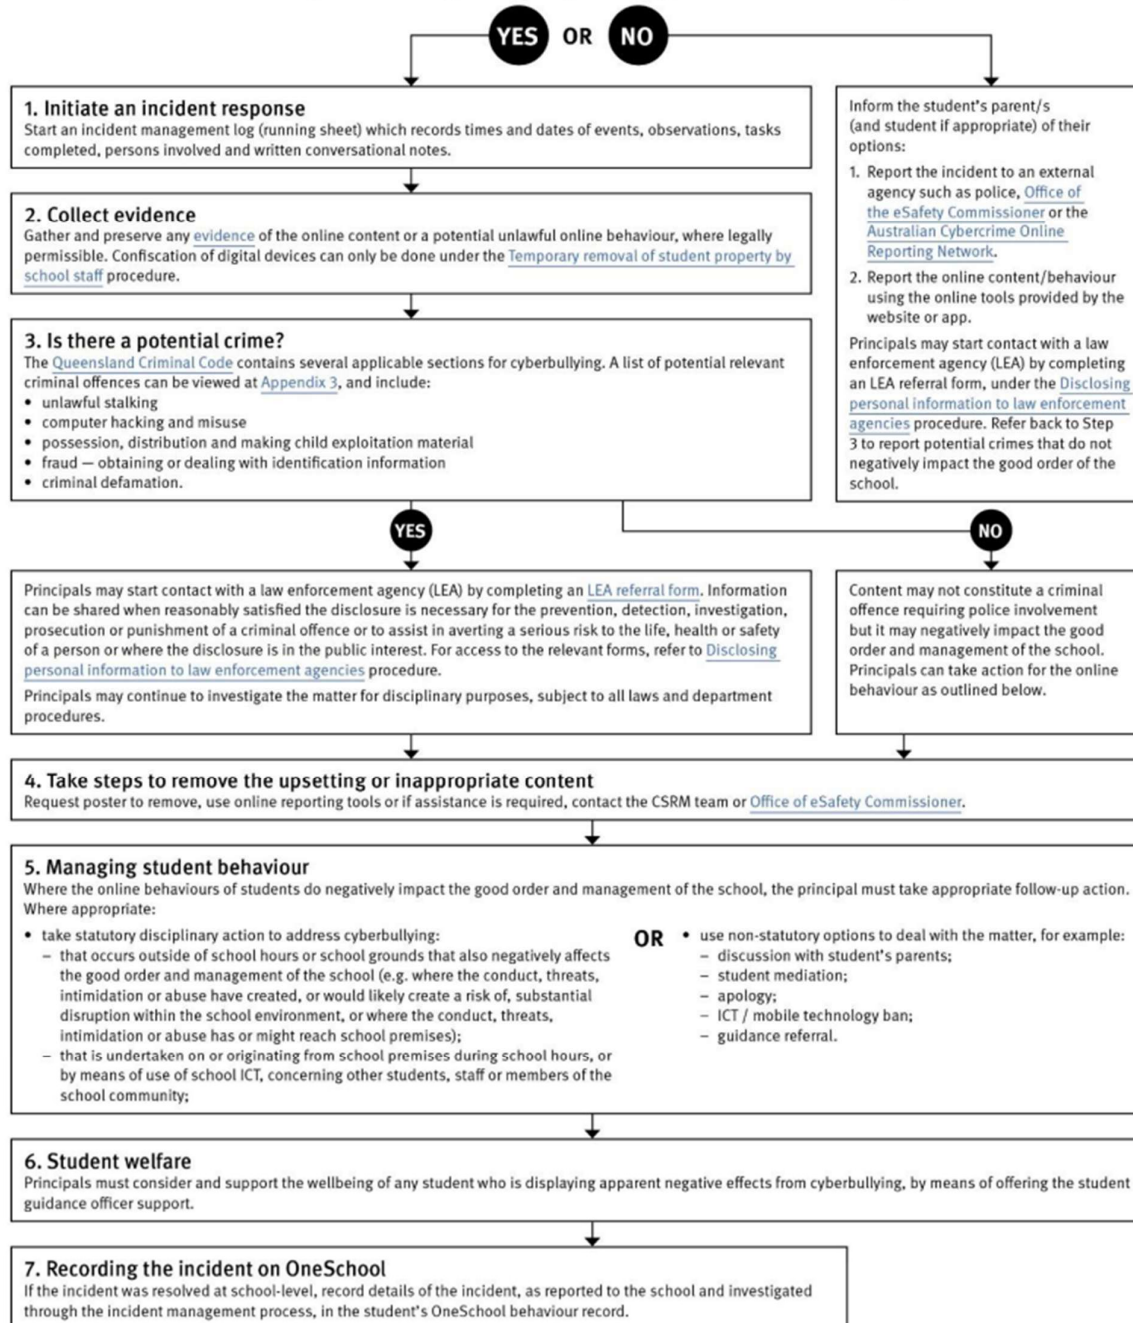 YES OR NO
1. Initiate an incident response
Start an incident management log (running sheet) which records times and dates of events, observations, tasks
completed, persons involved and written conversational notes.
2. Collect evidence
Gather and preserve any evidence of the online content or a potential unlawful online behaviour, where legally
permissible. Confiscation of digital devices can only be done under the Temporary removal of student property by
school staff procedure.
3. Is there a potential crime?
The Queensland Criminal Code contains several applicable sections for cyberbullying. A list of potential relevant
criminal offences can be viewed at Appendix 3, and include:
• unlawful stalking
• computer hacking and misuse
• possession, distribution and making child exploitation material
• fraud — obtaining or dealing with identification information
• criminal defamation.
Inform the student's parent/s
(and student if appropriate) of their
options:
1. Report the incident to an external
agency such as police, Office of
the eSafety Commissioner or the
Australian Cybercrime Online
Reporting Network.
2. Report the online content/behaviour
using the online tools provided by the
website or app.
Principals may start contact with a law
enforcement agency (LEA) by completing
an LEA referral form, under the Disclosing
personal information to law enforcement
agencies procedure. Refer back to Step
3 to report potential crimes that do not
negatively impact the good order of the
school.
YES
NO
Principals may start contact with a law enforcement agency (LEA) by completing an LEA referral form. Information
can be shared when reasonably satisfied the disclosure is necessary for the prevention, detection, investigation,
prosecution or punishment of a criminal offence or to assist in averting a serious risk to the life, health or safety
of a person or where the disclosure is in the public interest. For access to the relevant forms, refer to Disclosing
personal information to law enforcement agencies procedure.
Principals may continue to investigate the matter for disciplinary purposes, subject to all laws and department
procedures.
Content may not constitute a criminal
offence requiring police involvement
but it may negatively impact the good
order and management of the school.
Principals can take action for the online
behaviour as outlined below.
4. Take steps to remove the upsetting or inappropriate content
Request poster to remove, use online reporting tools or if assistance is required, contact the CSRM team or Office of eSafety Commissioner.
5. Managing student behaviour
Where the online behaviours of students do negatively impact the good order and management of the school, the principal must take appropriate follow-up action.
Where appropriate:
• take statutory disciplinary action to address cyberbullying:
– that occurs outside of school hours or school grounds that also negatively affects
the good order and management of the school (e.g. where the conduct, threats,
intimidation or abuse have created, or would likely create a risk of, substantial
disruption within the school environment, or where the conduct, threats,
intimidation or abuse has or might reach school premises);
– that is undertaken on or originating from school premises during school hours, or
by means of use of school ICT, concerning other students, staff or members of the
school community;
OR
• use non-statutory options to deal with the matter, for example:
– discussion with student's parents;
– student mediation;
– apology;
– ICT / mobile technology ban;
– guidance referral.
6. Student welfare
Principals must consider and support the wellbeing of any student who is displaying apparent negative effects from cyberbullying, by means of offering the student
guidance officer support.
7. Recording the incident on OneSchool
If the incident was resolved at school-level, record details of the incident, as reported to the school and investigated
through the incident management process, in the student's OneSchool behaviour record.